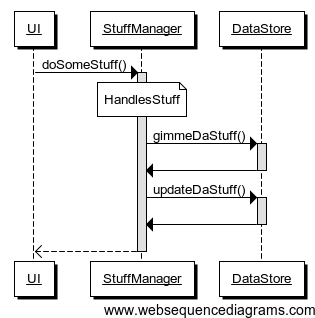 UI StuffManager DataStore
doSomeStuff()
HandlesStuff
gimmeDaStuff()
updateDaStuff()
UI StuffManager DataStore
www.websequencediagrams.com